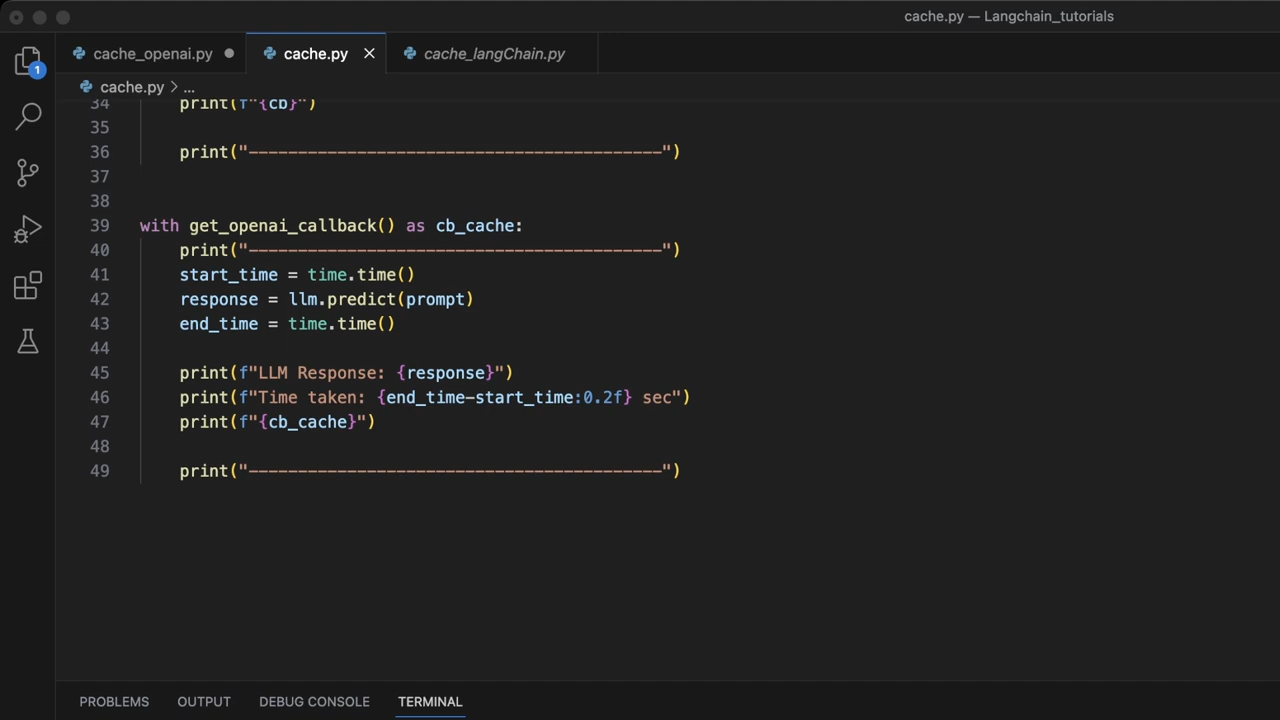 cache.py — Langchain_tutorials
cache_openai.py
cache.py
cache_langChain.py
1
cache.py > ...
34 print(f"{cb}")
35
36 print("------------------------------------------")
37
38
39 with get_openai_callback() as cb_cache:
40 print("------------------------------------------")
41 start_time = time.time()
42 response = llm.predict(prompt)
43 end_time = time.time()
44
45 print(f"LLM Response: {response}")
46 print(f"Time taken: {end_time-start_time:0.2f} sec")
47 print(f"{cb_cache}")
48
49 print("------------------------------------------")
PROBLEMS OUTPUT DEBUG CONSOLE TERMINAL